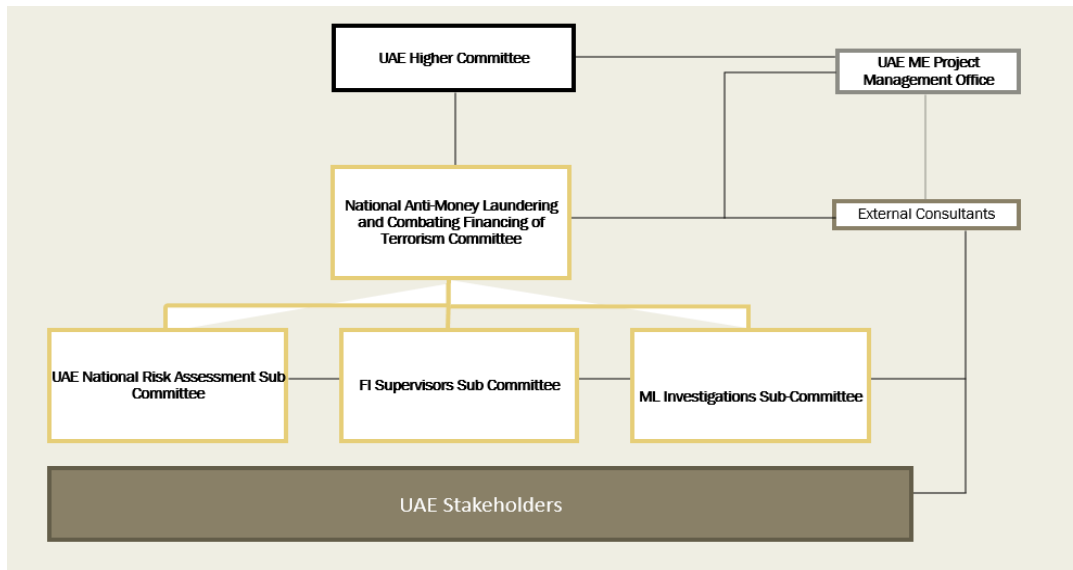 UAE Higher Committee
UAE ME Project
Management Office
National Anti-Money Laundering
and Combating Financing of
Terrorism Committee
External Consultants
UAE National Risk Assessment Sub
Committee
FI Supervisors Sub Committee
ML Investigations Sub-Committee
UAE Stakeholders